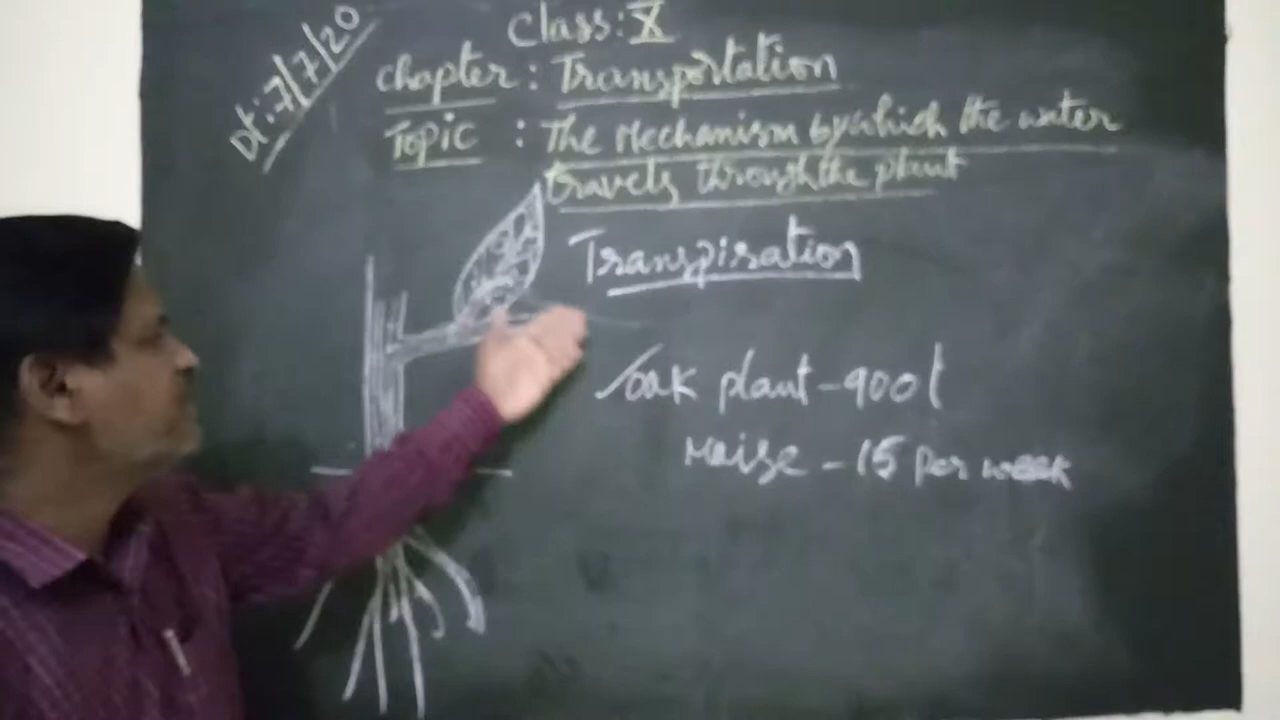 Dt:7/7/20
Class:X
Chapter : Transportation
Topic : The Mechanism by which the water
travels through the plant
Transpiration
oak plant-900l
Maize - 15 per week